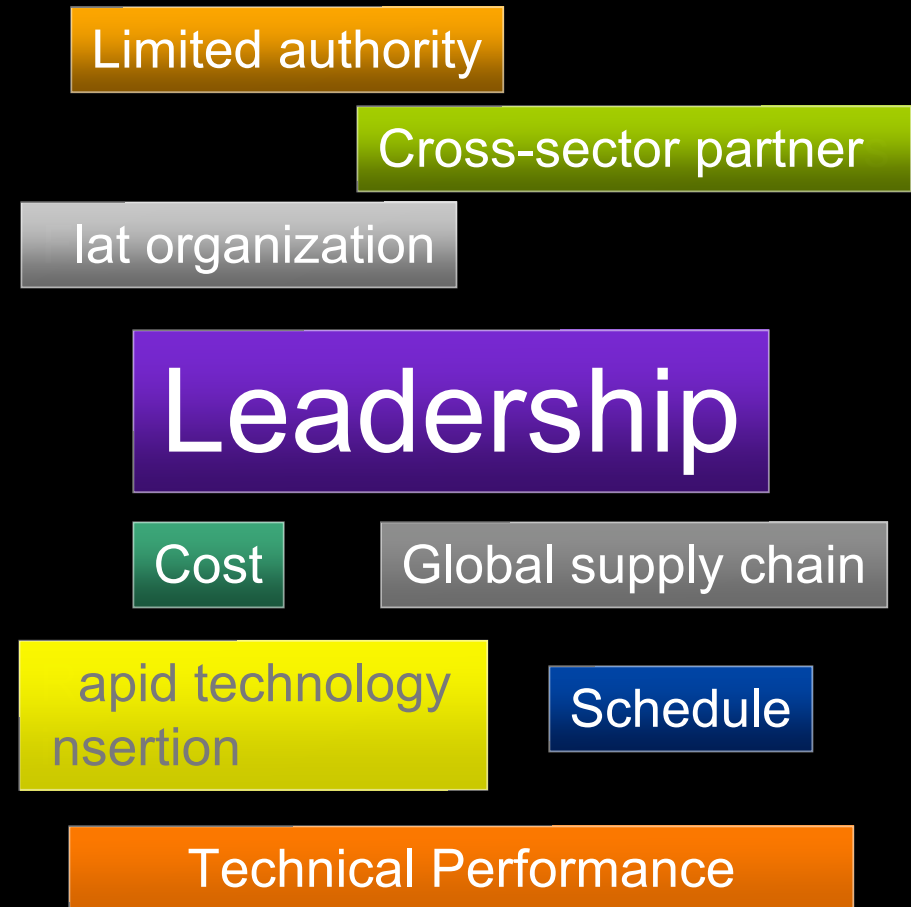 Limited authority
Cross-sector partner
lat organization
Leadership
Cost
Global supply chain
apid technology
nsertion
Schedule
Technical Performance